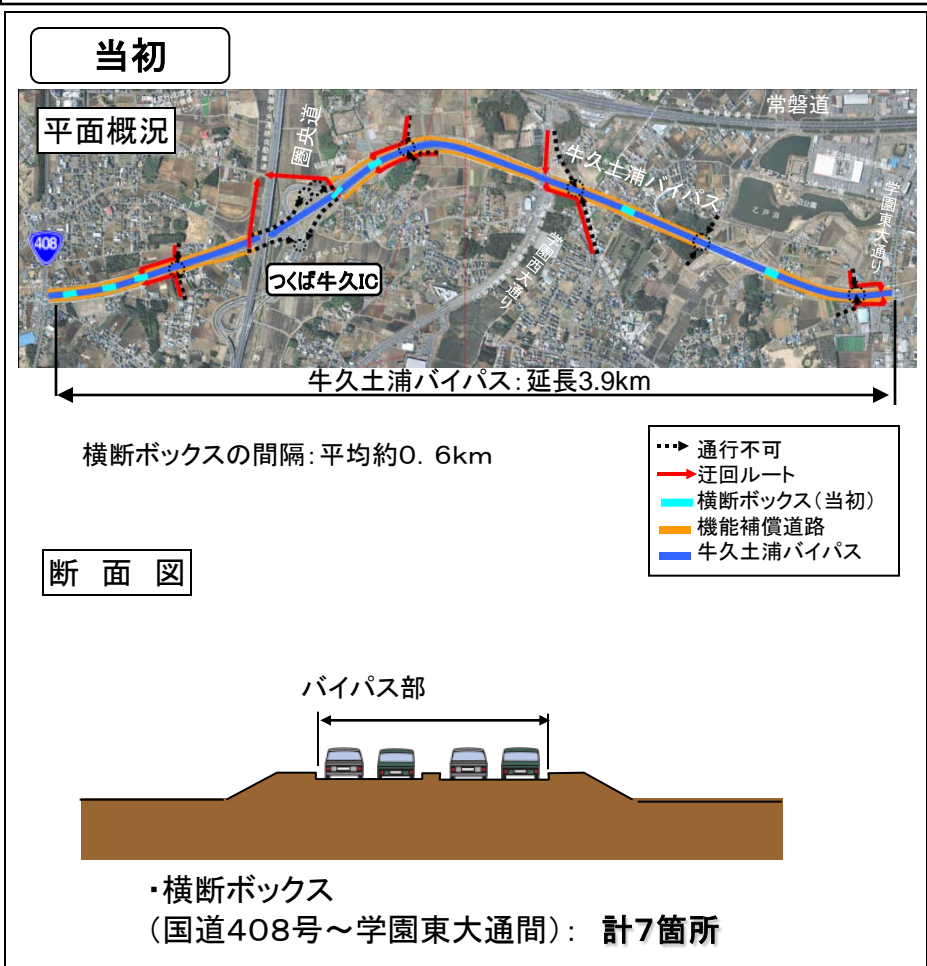 当初
平面概況
常磐道
圏央道
牛久土浦バイパス
乙戸沼
学園東大通り
408
つくば牛久IC
学園西大通り
牛久土浦バイパス:延長3.9km
横断ボックスの間隔:平均約0.6km
通行不可
迂回ルート
横断ボックス(当初)
機能補償道路
牛久土浦バイパス
断 面 図
バイパス部
・横断ボックス
(国道408号~学園東大通間): 計7箇所